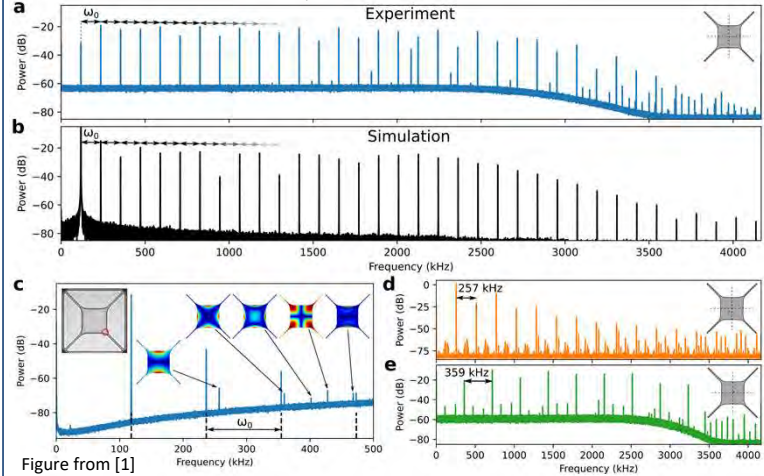 a
Experiment
ω₀
Power (dB)
−20
−40
−60
−80
b
Simulation
ω₀
Power (dB)
−20
−40
−60
−80
0 500 1000 1500 2000 2500 3000 3500 4000
Frequency (kHz)
c
Power (dB)
−20
−40
−60
−80
ω₀
0 100 200 300 400 500
Frequency (kHz)
d
257 kHz
Power (dB)
0
−25
−50
−75
e
359 kHz
Power (dB)
−20
−40
−60
−80
0 500 1000 1500 2000 2500 3000 3500 4000
Frequency (kHz)
Figure from [1]